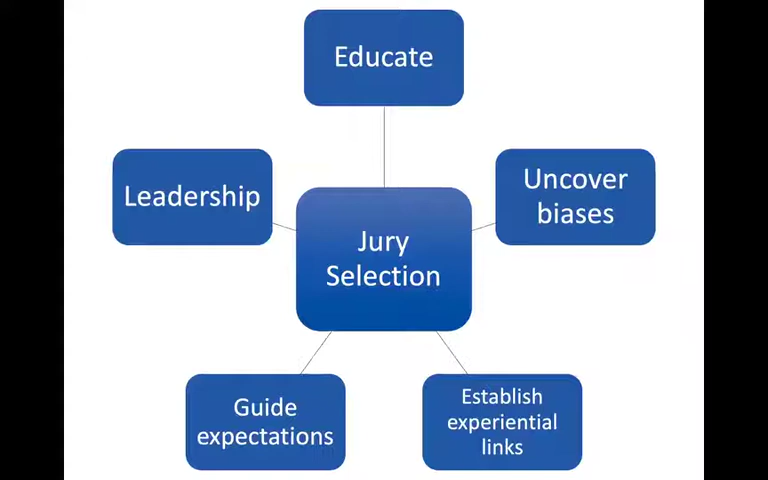 Educate
Leadership
Uncover
biases
Jury
Selection
Guide
expectations
Establish
experiential
links